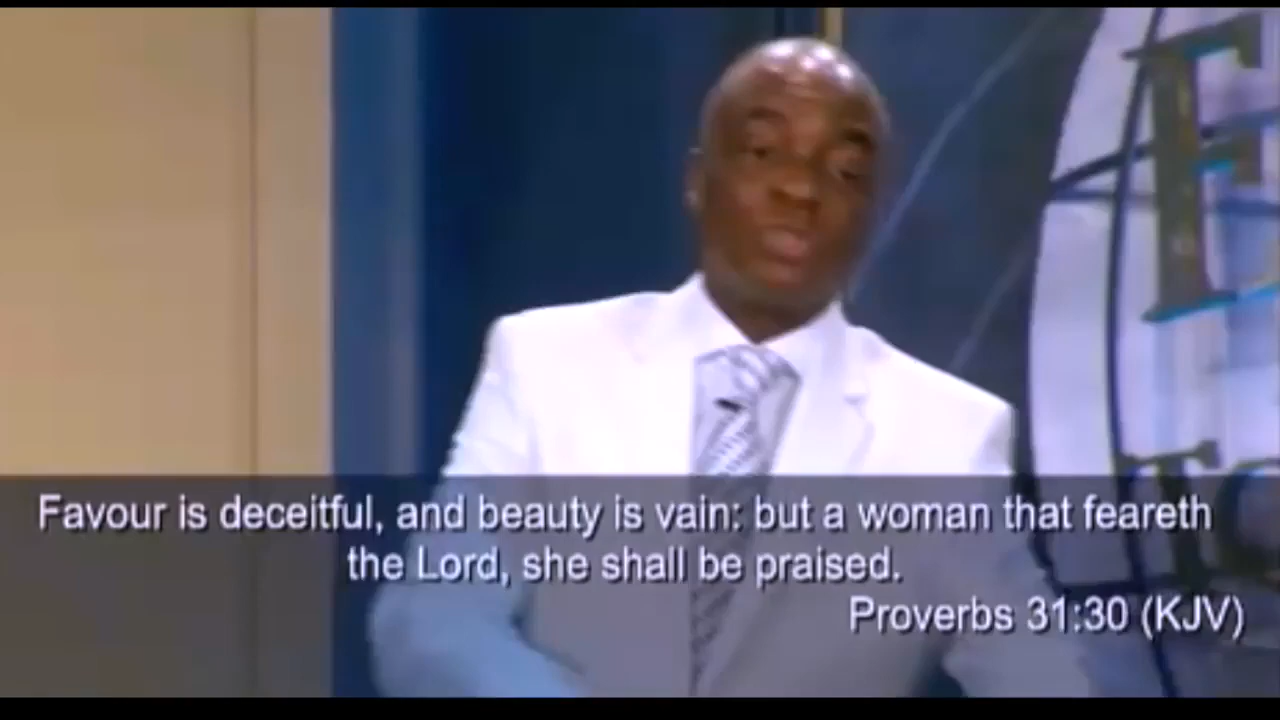 Favour is deceitful, and beauty is vain: but a woman that feareth
the Lord, she shall be praised.
Proverbs 31:30 (KJV)